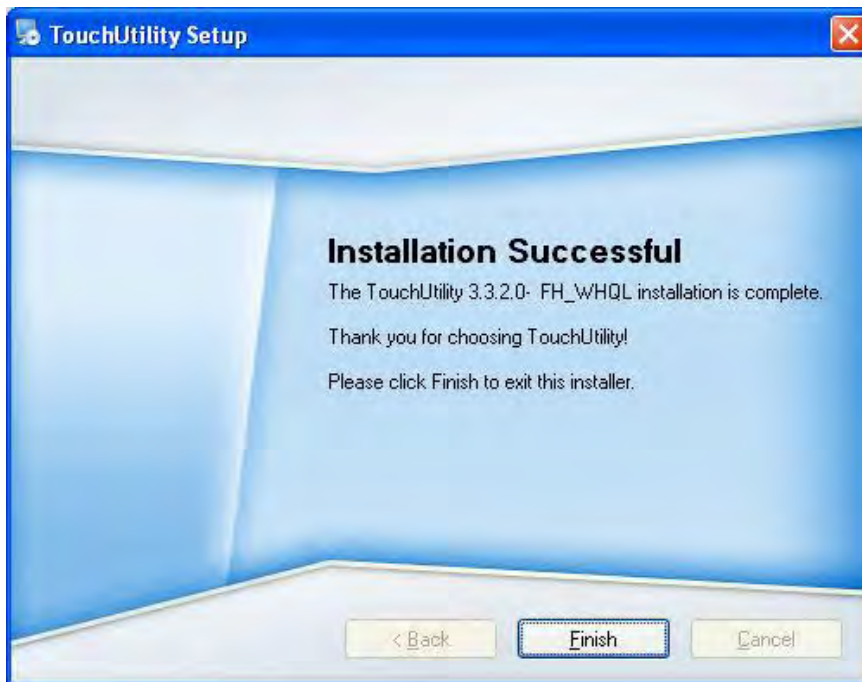 TouchUtility Setup
Installation Successful
The TouchUtility 3.3.2.0- FH_WHQL installation is complete.
Thank you for choosing TouchUtility!
Please click Finish to exit this installer.
< Back
Finish
Cancel